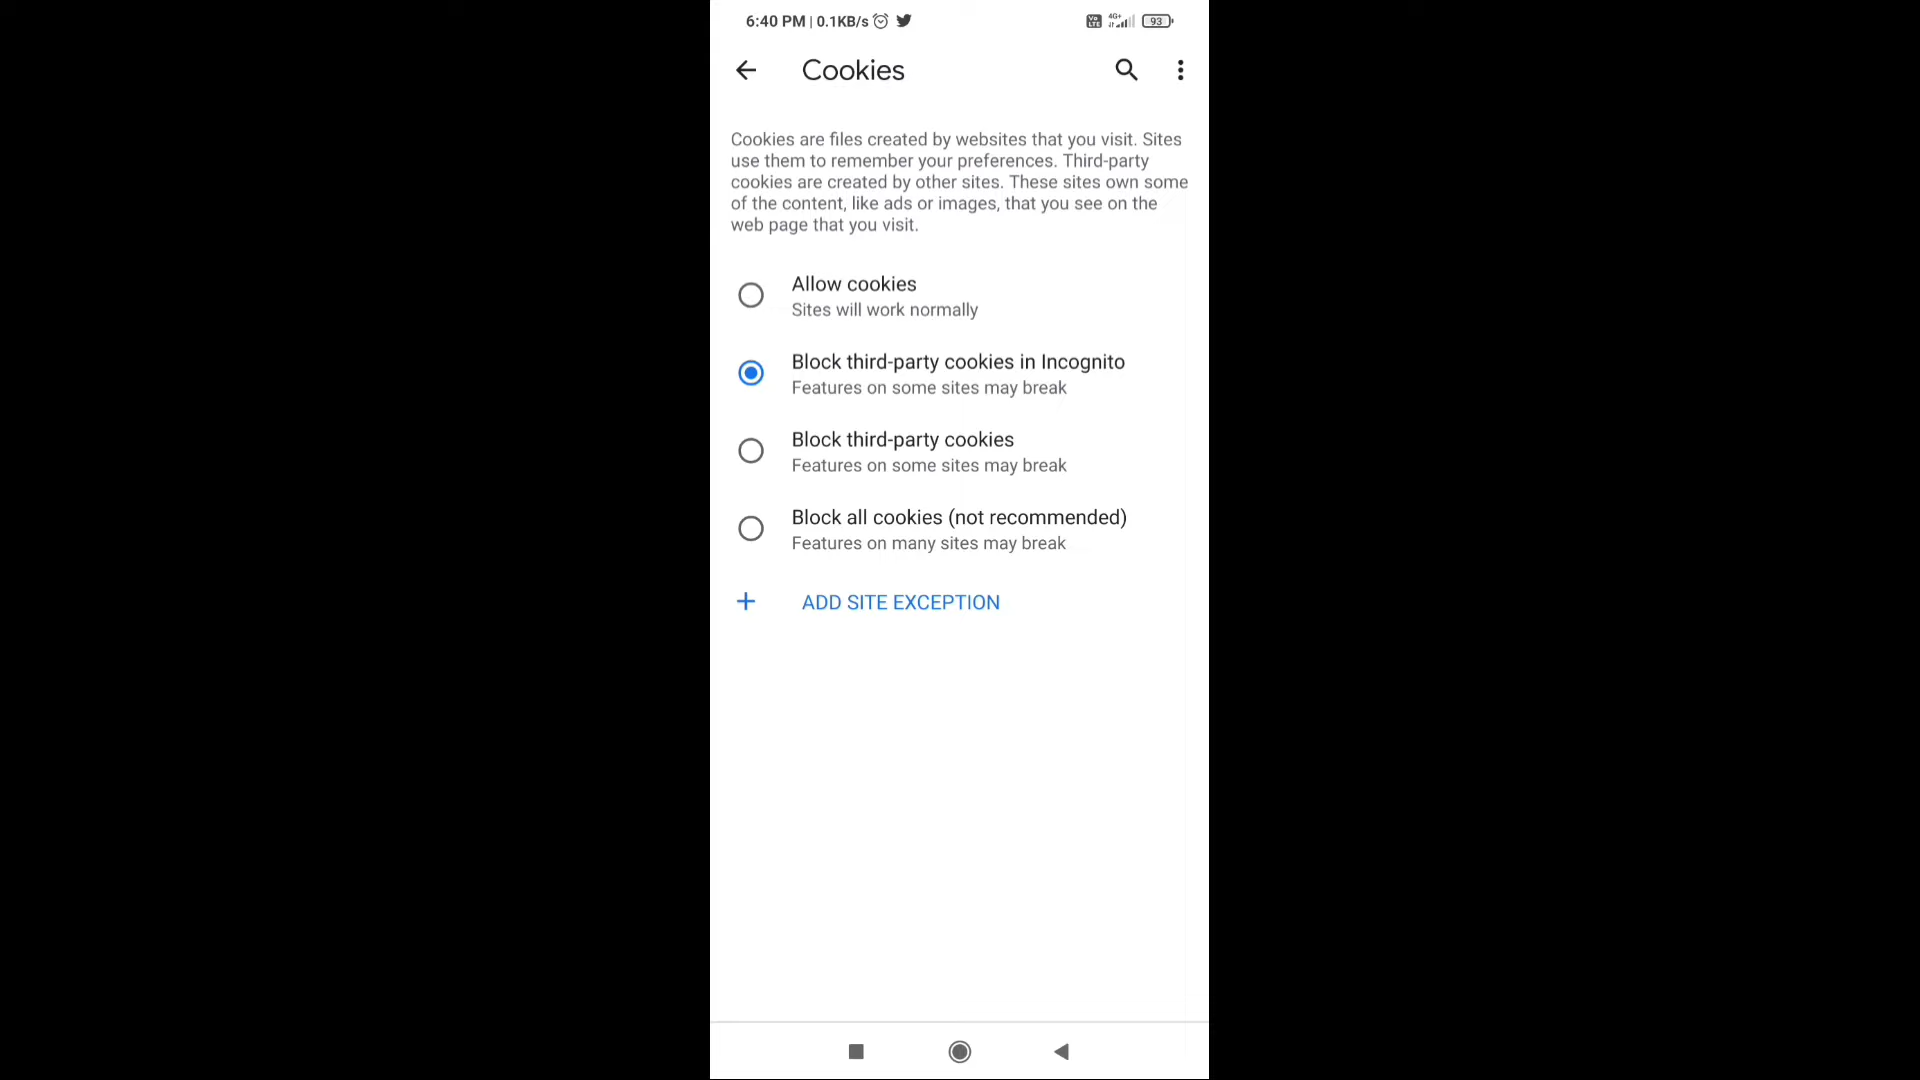 6:40 PM | 0.1KB/s
Vo LTE 4G+ 93
Cookies
Cookies are files created by websites that you visit. Sites
use them to remember your preferences. Third-party
cookies are created by other sites. These sites own some
of the content, like ads or images, that you see on the
web page that you visit.
Allow cookies
Sites will work normally
Block third-party cookies in Incognito
Features on some sites may break
Block third-party cookies
Features on some sites may break
Block all cookies (not recommended)
Features on many sites may break
+ ADD SITE EXCEPTION